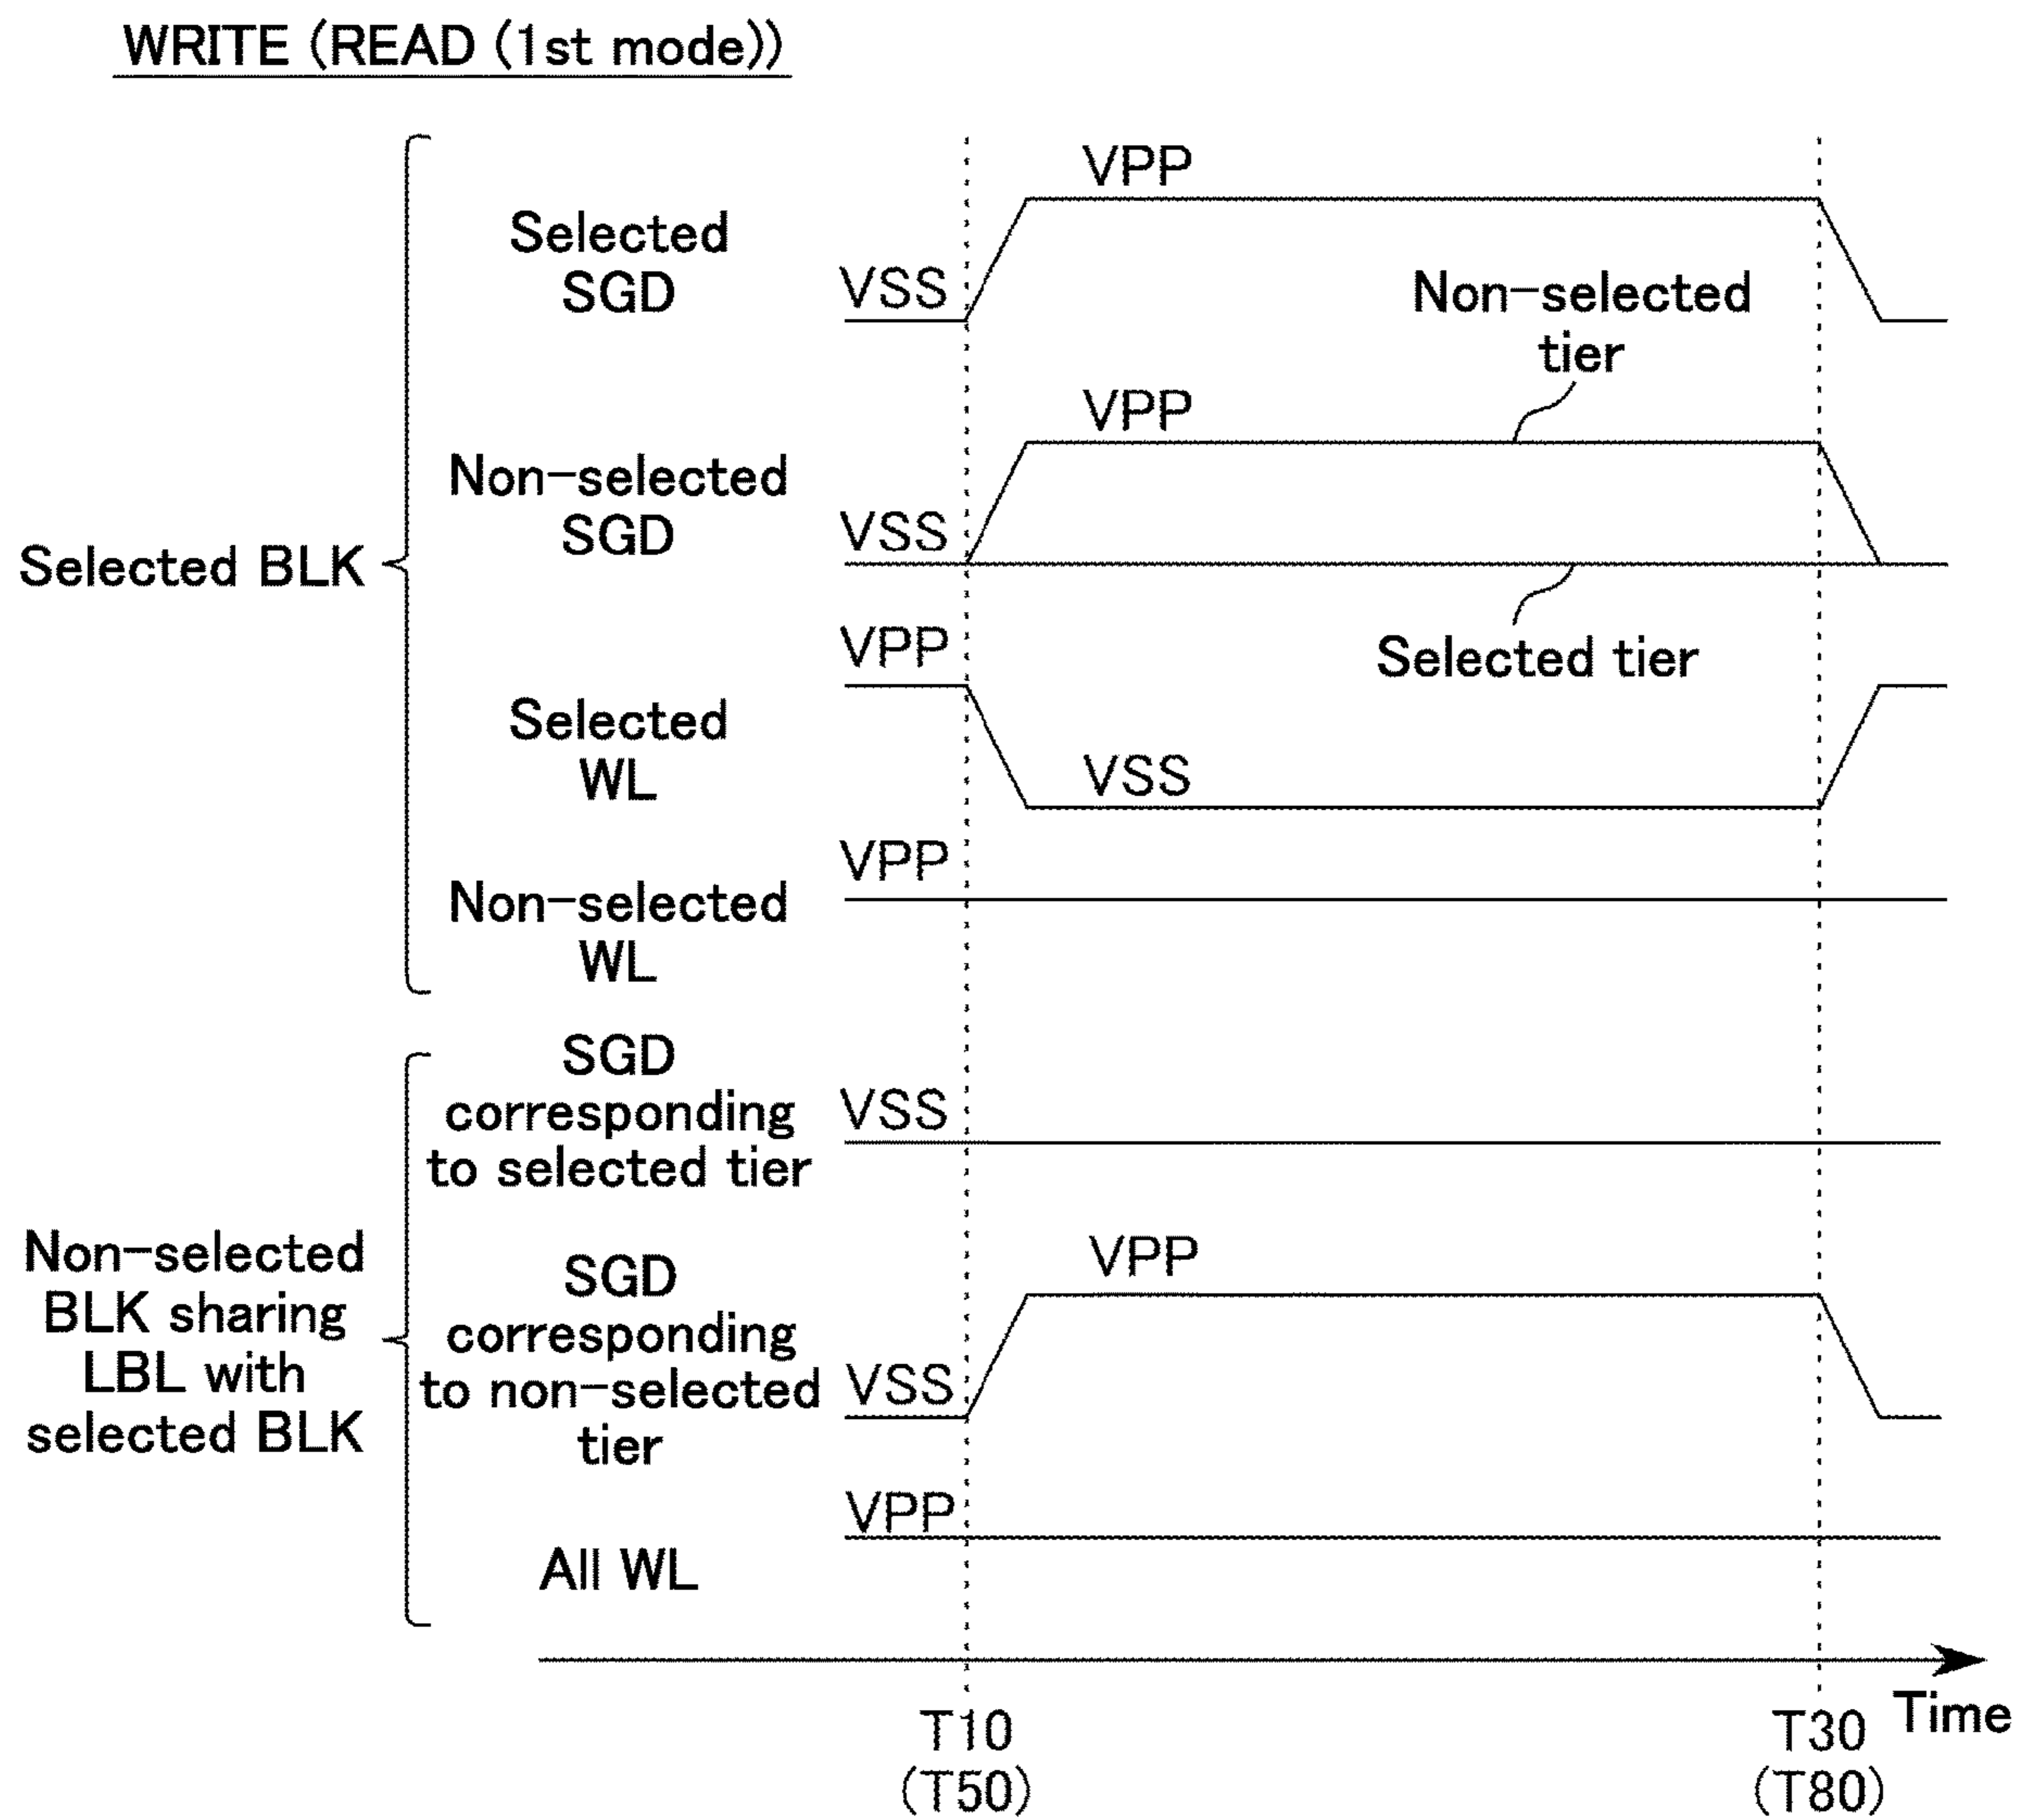 WRITE (READ (1st mode))
VPP
Selected
SGD
VSS
Non-selected
tier
VPP
Non-selected
SGD
VSS
Selected BLK
VPP
Selected tier
Selected
WL
VSS
VPP
Non-selected
WL
SGD
corresponding
to selected tier
VSS
Non-selected
BLK sharing
LBL with
selected BLK
VPP
SGD
corresponding
to non-selected
tier
VSS
VPP
All WL
Time
T10
(T50)
T30
(T80)